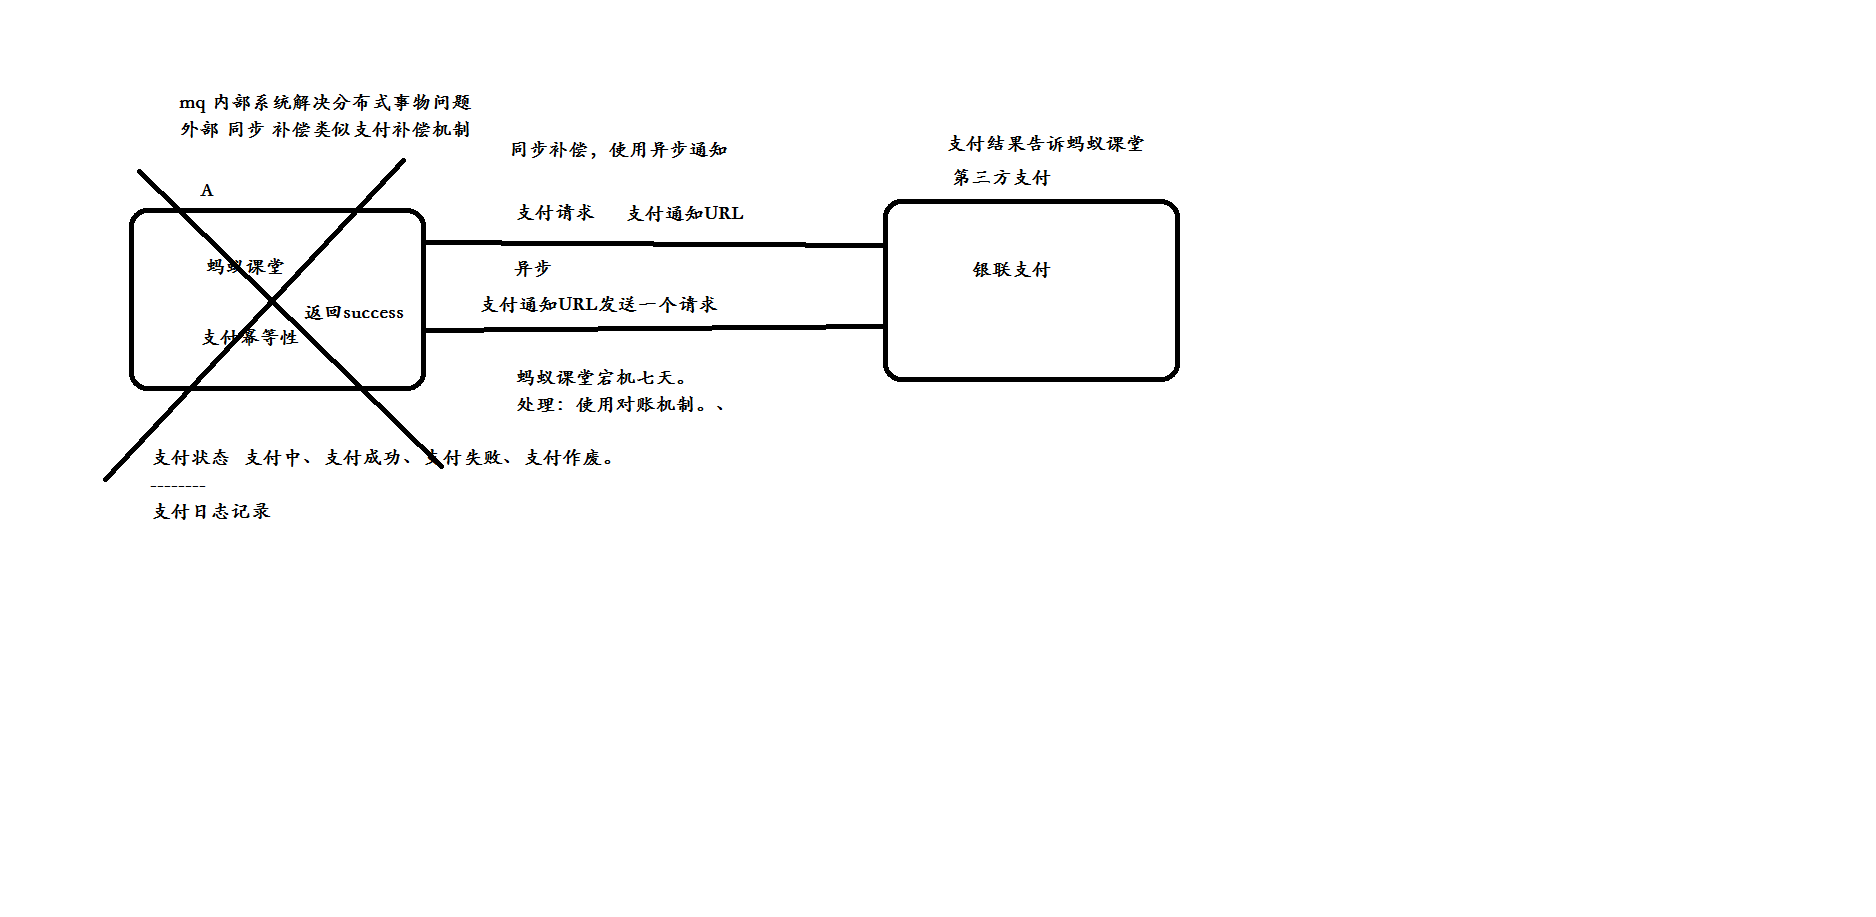 mq 内部系统解决分布式事物问题
外部 同步 补偿类似支付补偿机制
同步补偿，使用异步通知
支付结果告诉蚂蚁课堂
第三方支付
A
支付请求 支付通知URL
蚂蚁课堂
异步
银联支付
支付通知URL发送一个请求
返回success
支付幂等性
蚂蚁课堂宕机七天。
处理：使用对账机制。、
支付状态 支付中、支付成功、支付失败、支付作废。
--------
支付日志记录